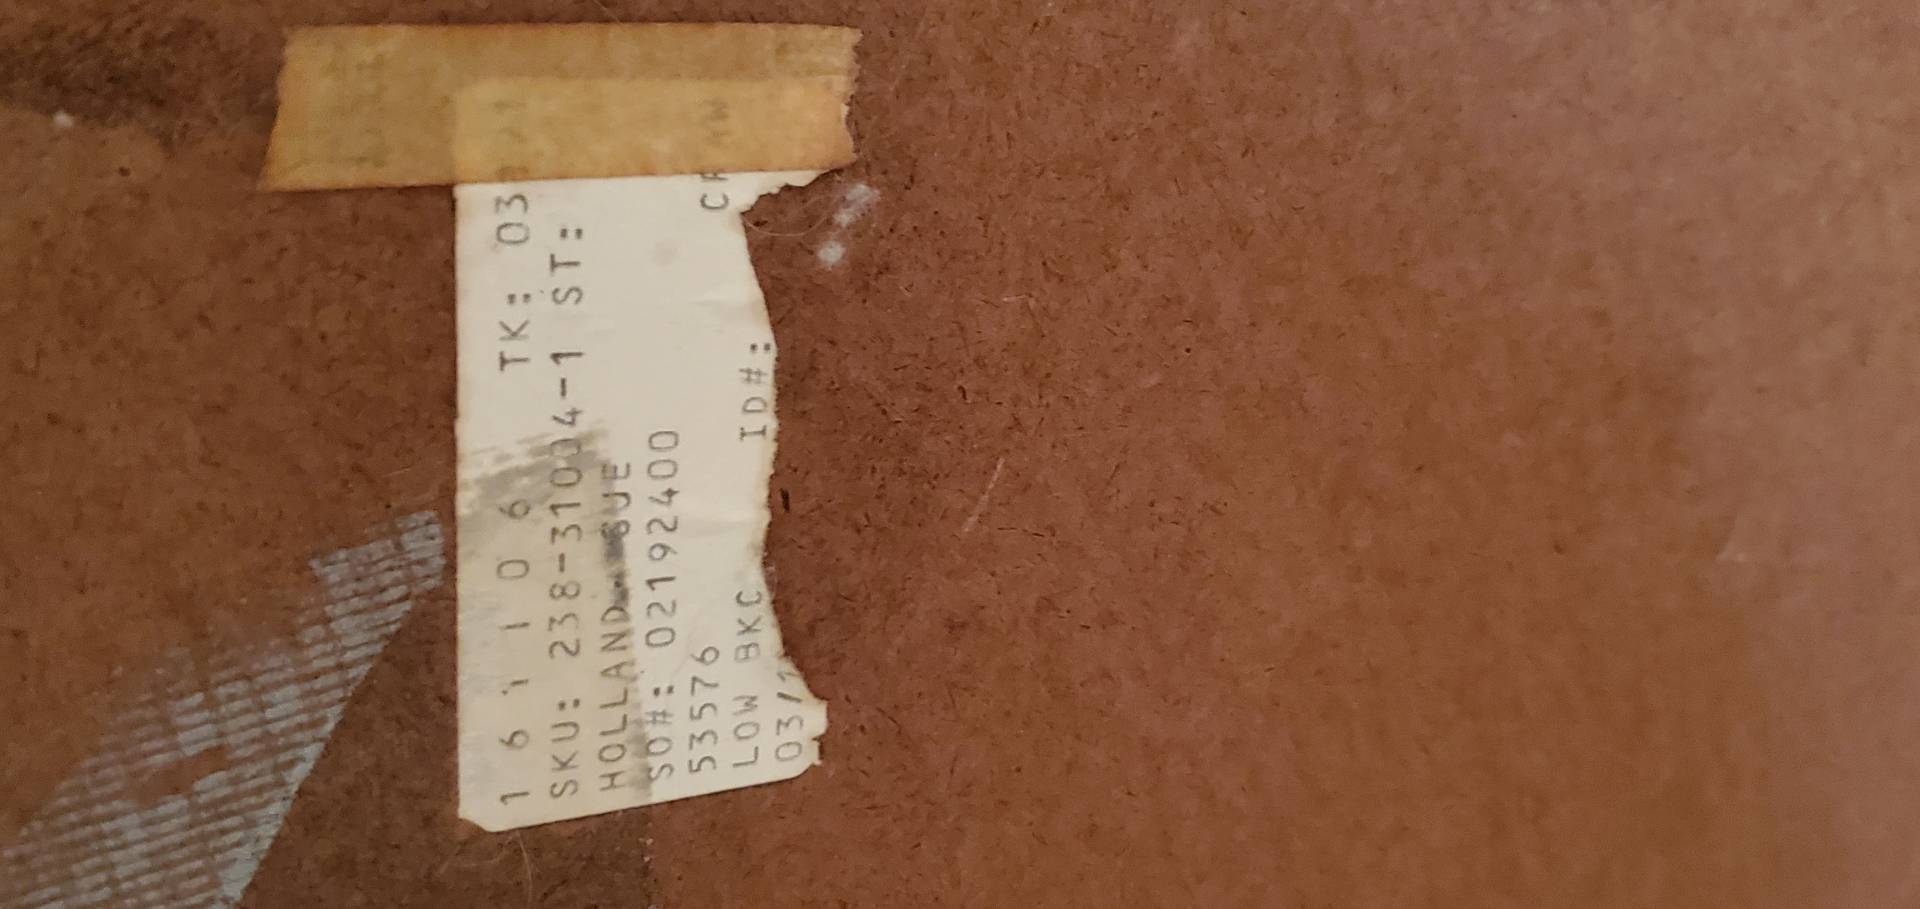 1 6 1 1 0 6 TK: 03
SKU: 238-31004-1 ST:
HOLLAND SUE
SO#: 02192400
53576
LOW BKC ID#:
03/